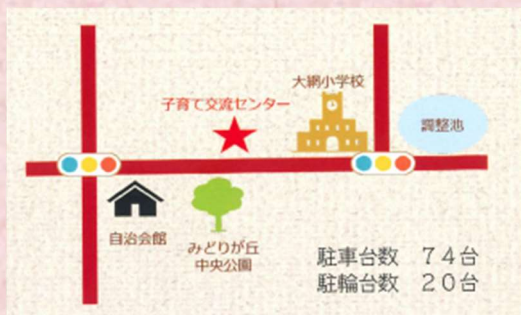 大網小学校
子育て交流センター
調整池
自治会館
みどりが丘
中央公園
駐車台数 74台
駐輪台数 20台